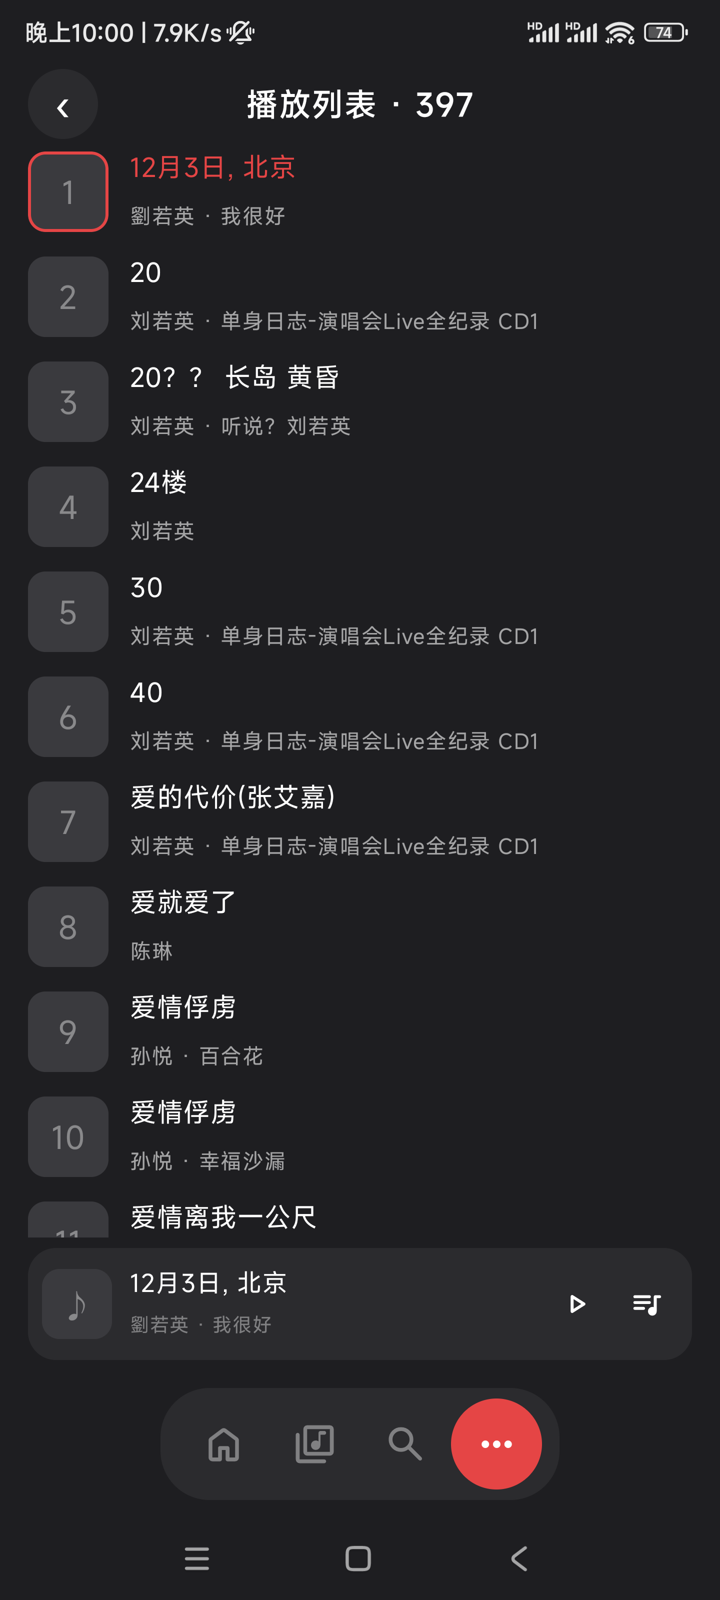 晚上10:00 | 7.9K/s HD HD 6 74
播放列表 · 397
1
12月3日, 北京
劉若英 · 我很好
2
20
刘若英 · 单身日志-演唱会Live全纪录 CD1
3
20？？ 长岛 黄昏
刘若英 · 听说？刘若英
4
24楼
刘若英
5
30
刘若英 · 单身日志-演唱会Live全纪录 CD1
6
40
刘若英 · 单身日志-演唱会Live全纪录 CD1
7
爱的代价(张艾嘉)
刘若英 · 单身日志-演唱会Live全纪录 CD1
8
爱就爱了
陈琳
9
爱情俘虏
孙悦 · 百合花
10
爱情俘虏
孙悦 · 幸福沙漏
11
爱情离我一公尺
12月3日, 北京
劉若英 · 我很好